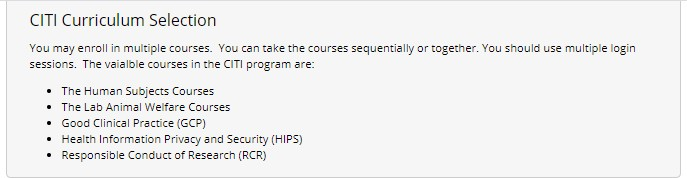 CITI Curriculum Selection
You may enroll in multiple courses. You can take the courses sequentially or together. You should use multiple login
sessions. The vaialble courses in the CITI program are:
• The Human Subjects Courses
• The Lab Animal Welfare Courses
• Good Clinical Practice (GCP)
• Health Information Privacy and Security (HIPS)
• Responsible Conduct of Research (RCR)